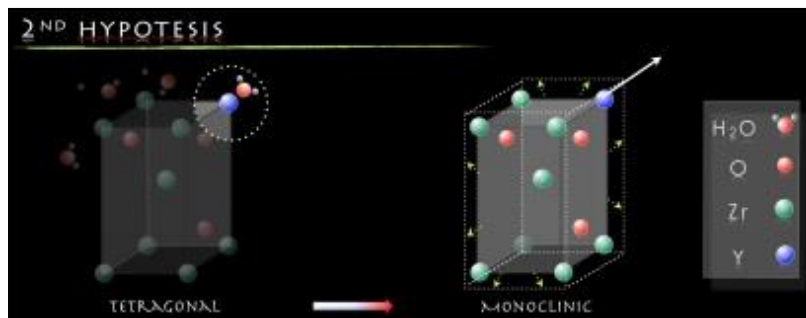 2ND HYPOTESIS
H2O
O
Zr
Y
TETRAGONAL
MONOCLINIC